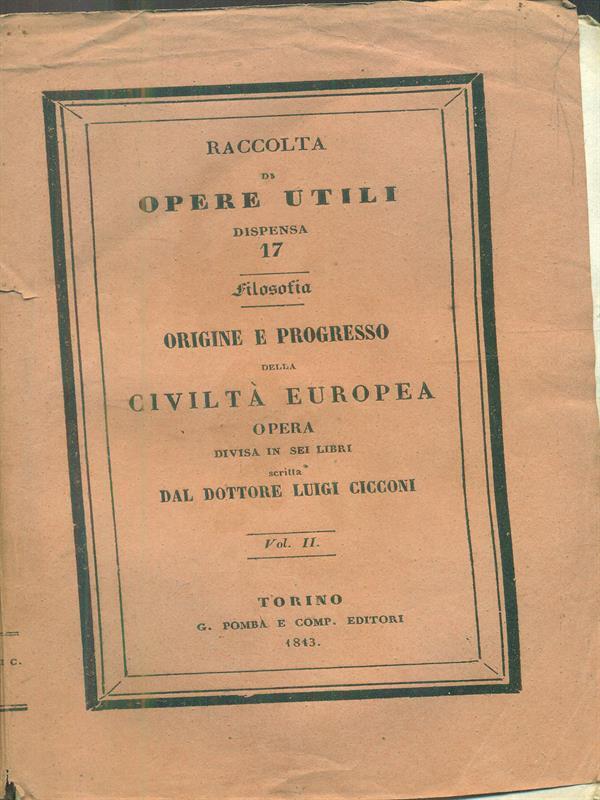 RACCOLTA
DI
OPERE UTILI
DISPENSA
17
Filosofia
ORIGINE E PROGRESSO
DELLA
CIVILTÀ EUROPEA
OPERA
DIVISA IN SEI LIBRI
scritta
DAL DOTTORE LUIGI CICCONI
Vol. II.
TORINO
G. POMBA E COMP. EDITORI
1843.
I C.